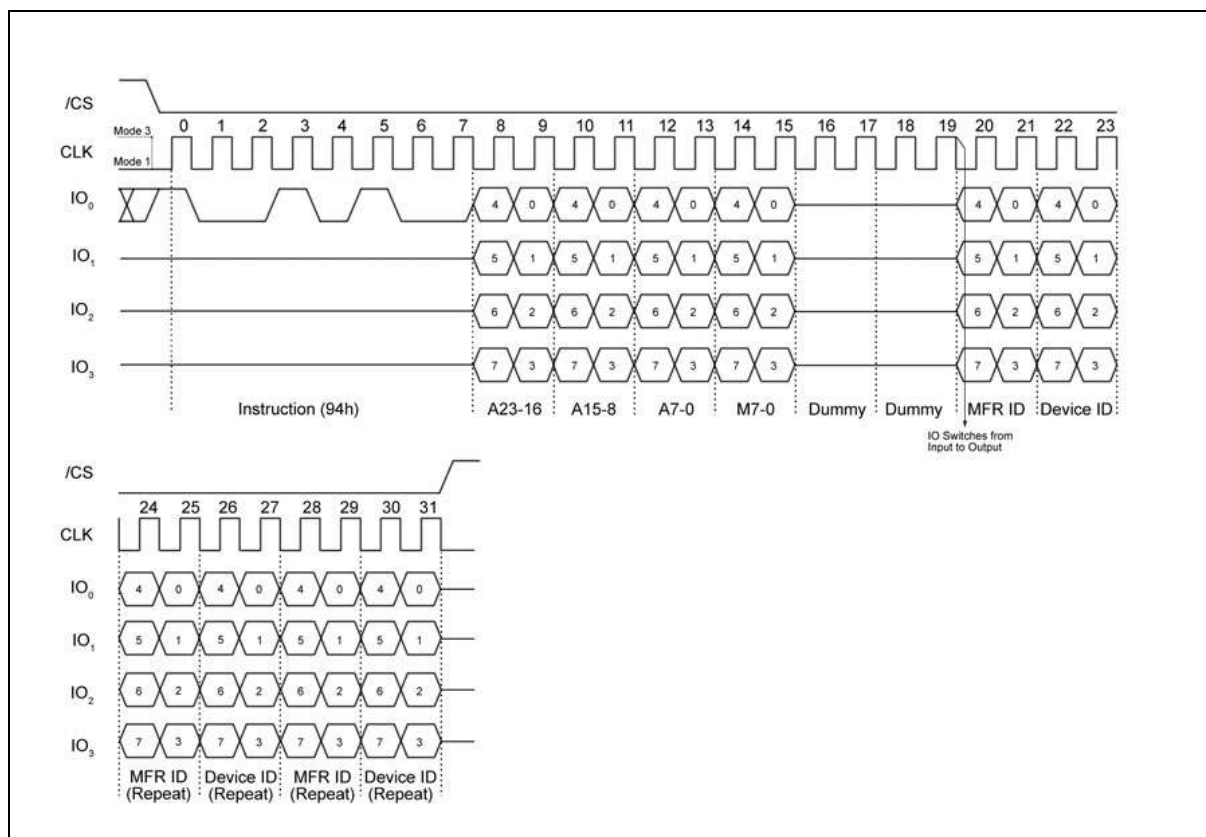 /CS
0 1 2 3 4 5 6 7 8 9 10 11 12 13 14 15 16 17 18 19 20 21 22 23
Mode 3
CLK
Mode 1
IO0 4 0 4 0 4 0 4 0 4 0 4 0
IO1 5 1 5 1 5 1 5 1 5 1 5 1
IO2 6 2 6 2 6 2 6 2 6 2 6 2
IO3 7 3 7 3 7 3 7 3 7 3 7 3
Instruction (94h) A23-16 A15-8 A7-0 M7-0 Dummy Dummy MFR ID Device ID
IO Switches from
Input to Output
/CS
24 25 26 27 28 29 30 31
CLK
IO0 4 0 4 0 4 0 4 0
IO1 5 1 5 1 5 1 5 1
IO2 6 2 6 2 6 2 6 2
IO3 7 3 7 3 7 3 7 3
MFR ID Device ID MFR ID Device ID
(Repeat) (Repeat) (Repeat) (Repeat)